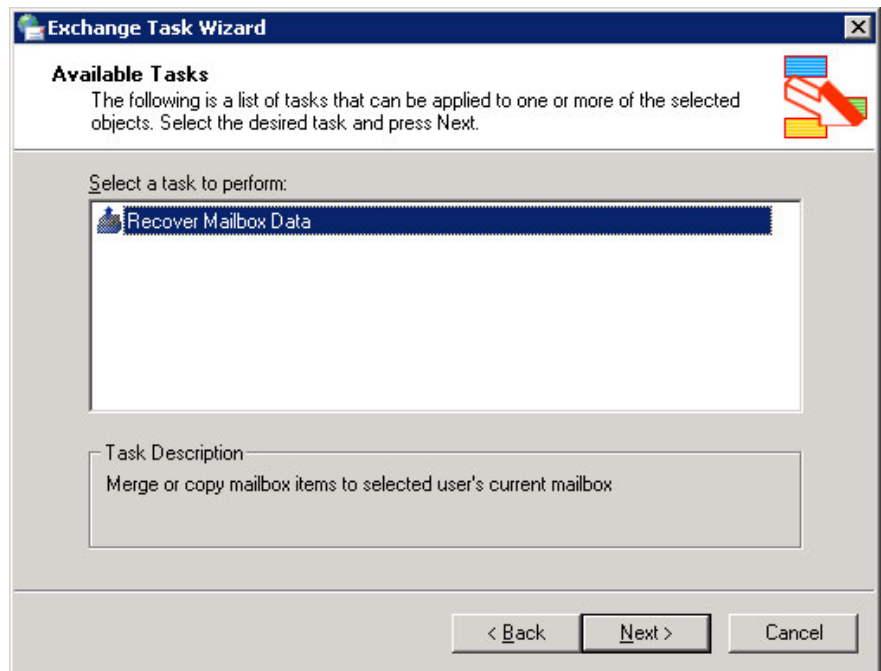 Exchange Task Wizard
Available Tasks
The following is a list of tasks that can be applied to one or more of the selected
objects. Select the desired task and press Next.
Select a task to perform:
Recover Mailbox Data
Task Description
Merge or copy mailbox items to selected user's current mailbox
< Back Next > Cancel